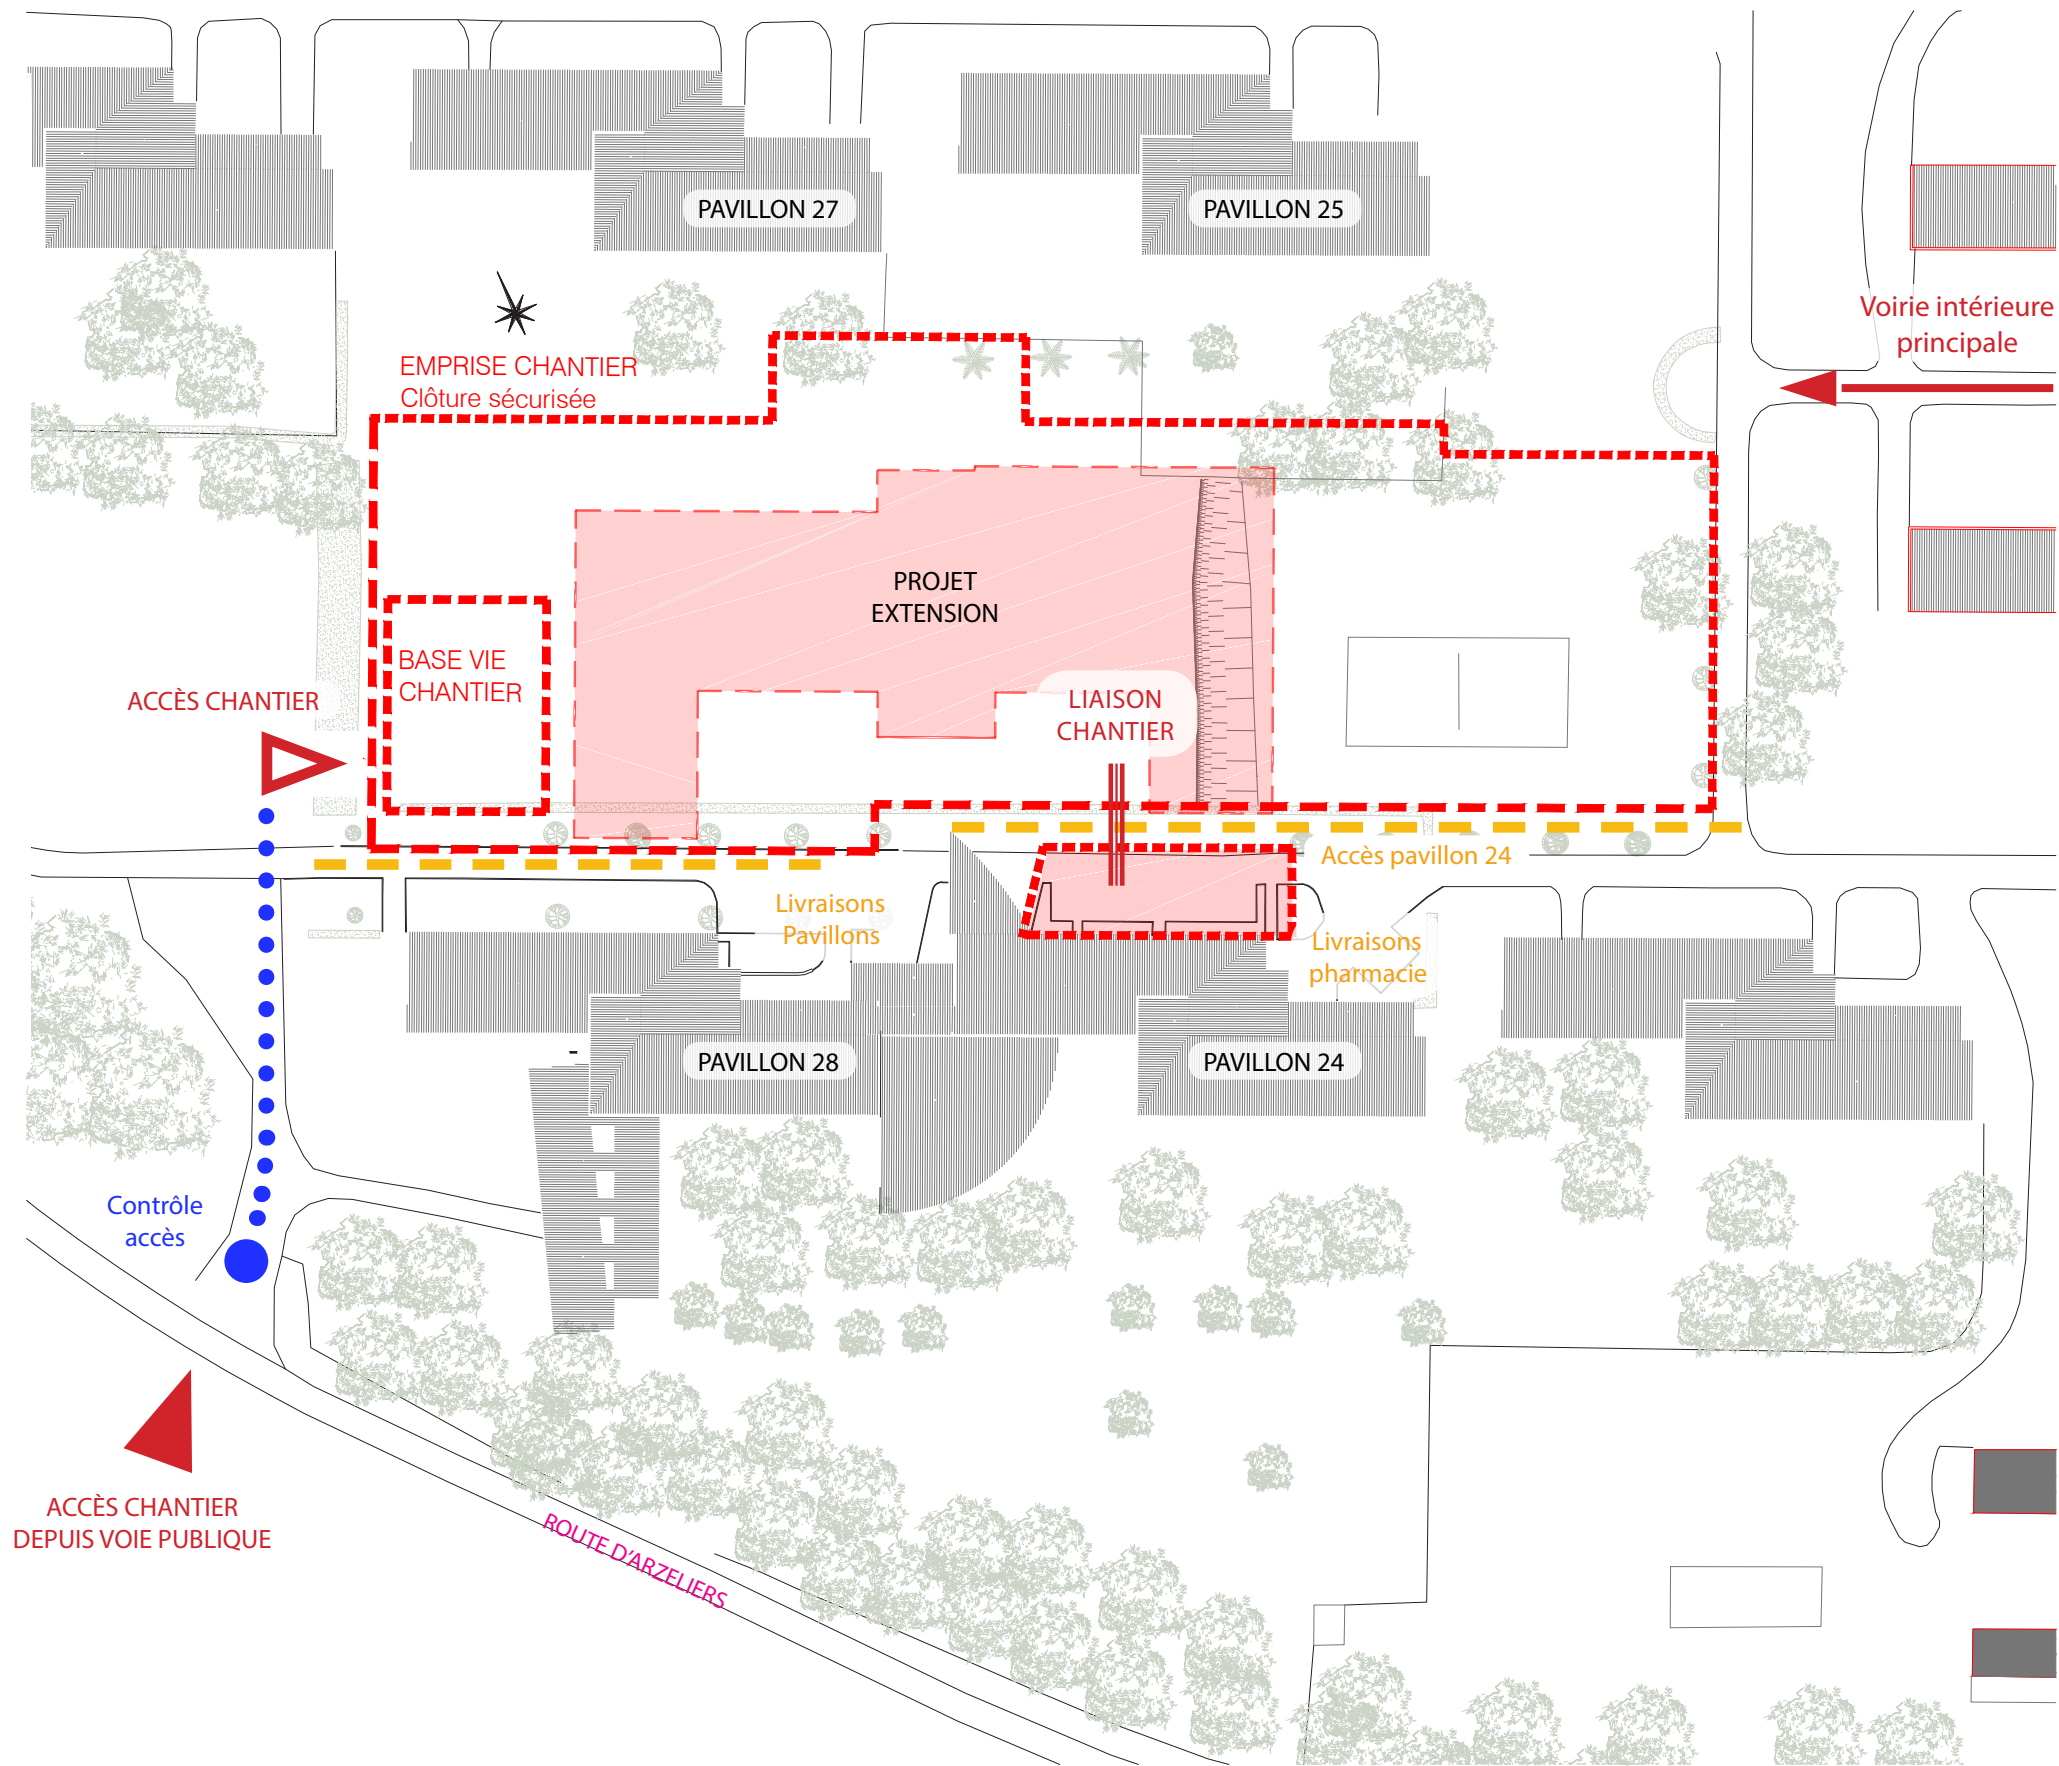 PAVILLON 27
PAVILLON 25
Voirie intérieure
principale
EMPRISE CHANTIER
Clôture sécurisée
PROJET
EXTENSION
BASE VIE
CHANTIER
ACCÈS CHANTIER
LIAISON
CHANTIER
Accès pavillon 24
Livraisons
Pavillons
Livraisons
pharmacie
PAVILLON 28
PAVILLON 24
Contrôle
accès
ACCÈS CHANTIER
DEPUIS VOIE PUBLIQUE
ROUTE D'ARZELIERS